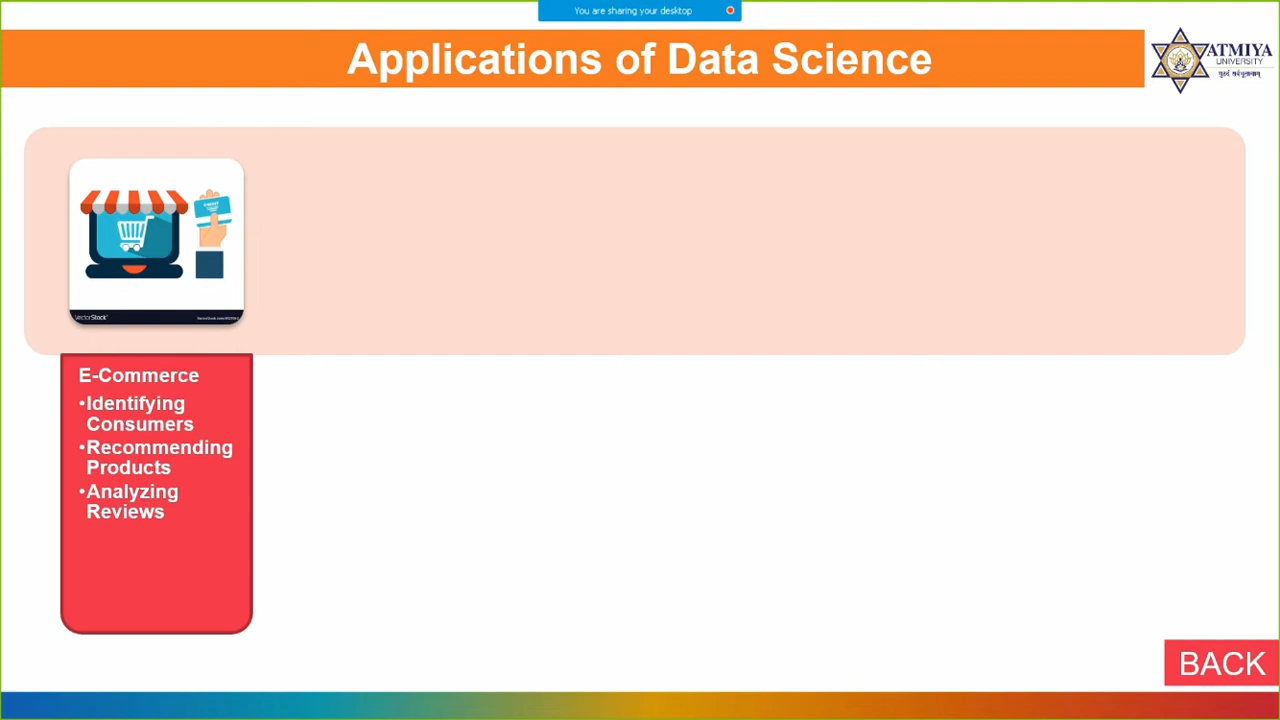 You are sharing your desktop
Applications of Data Science
ATMIYA
UNIVERSITY
VectorStock
E-Commerce
•Identifying
Consumers
•Recommending
Products
•Analyzing
Reviews
BACK